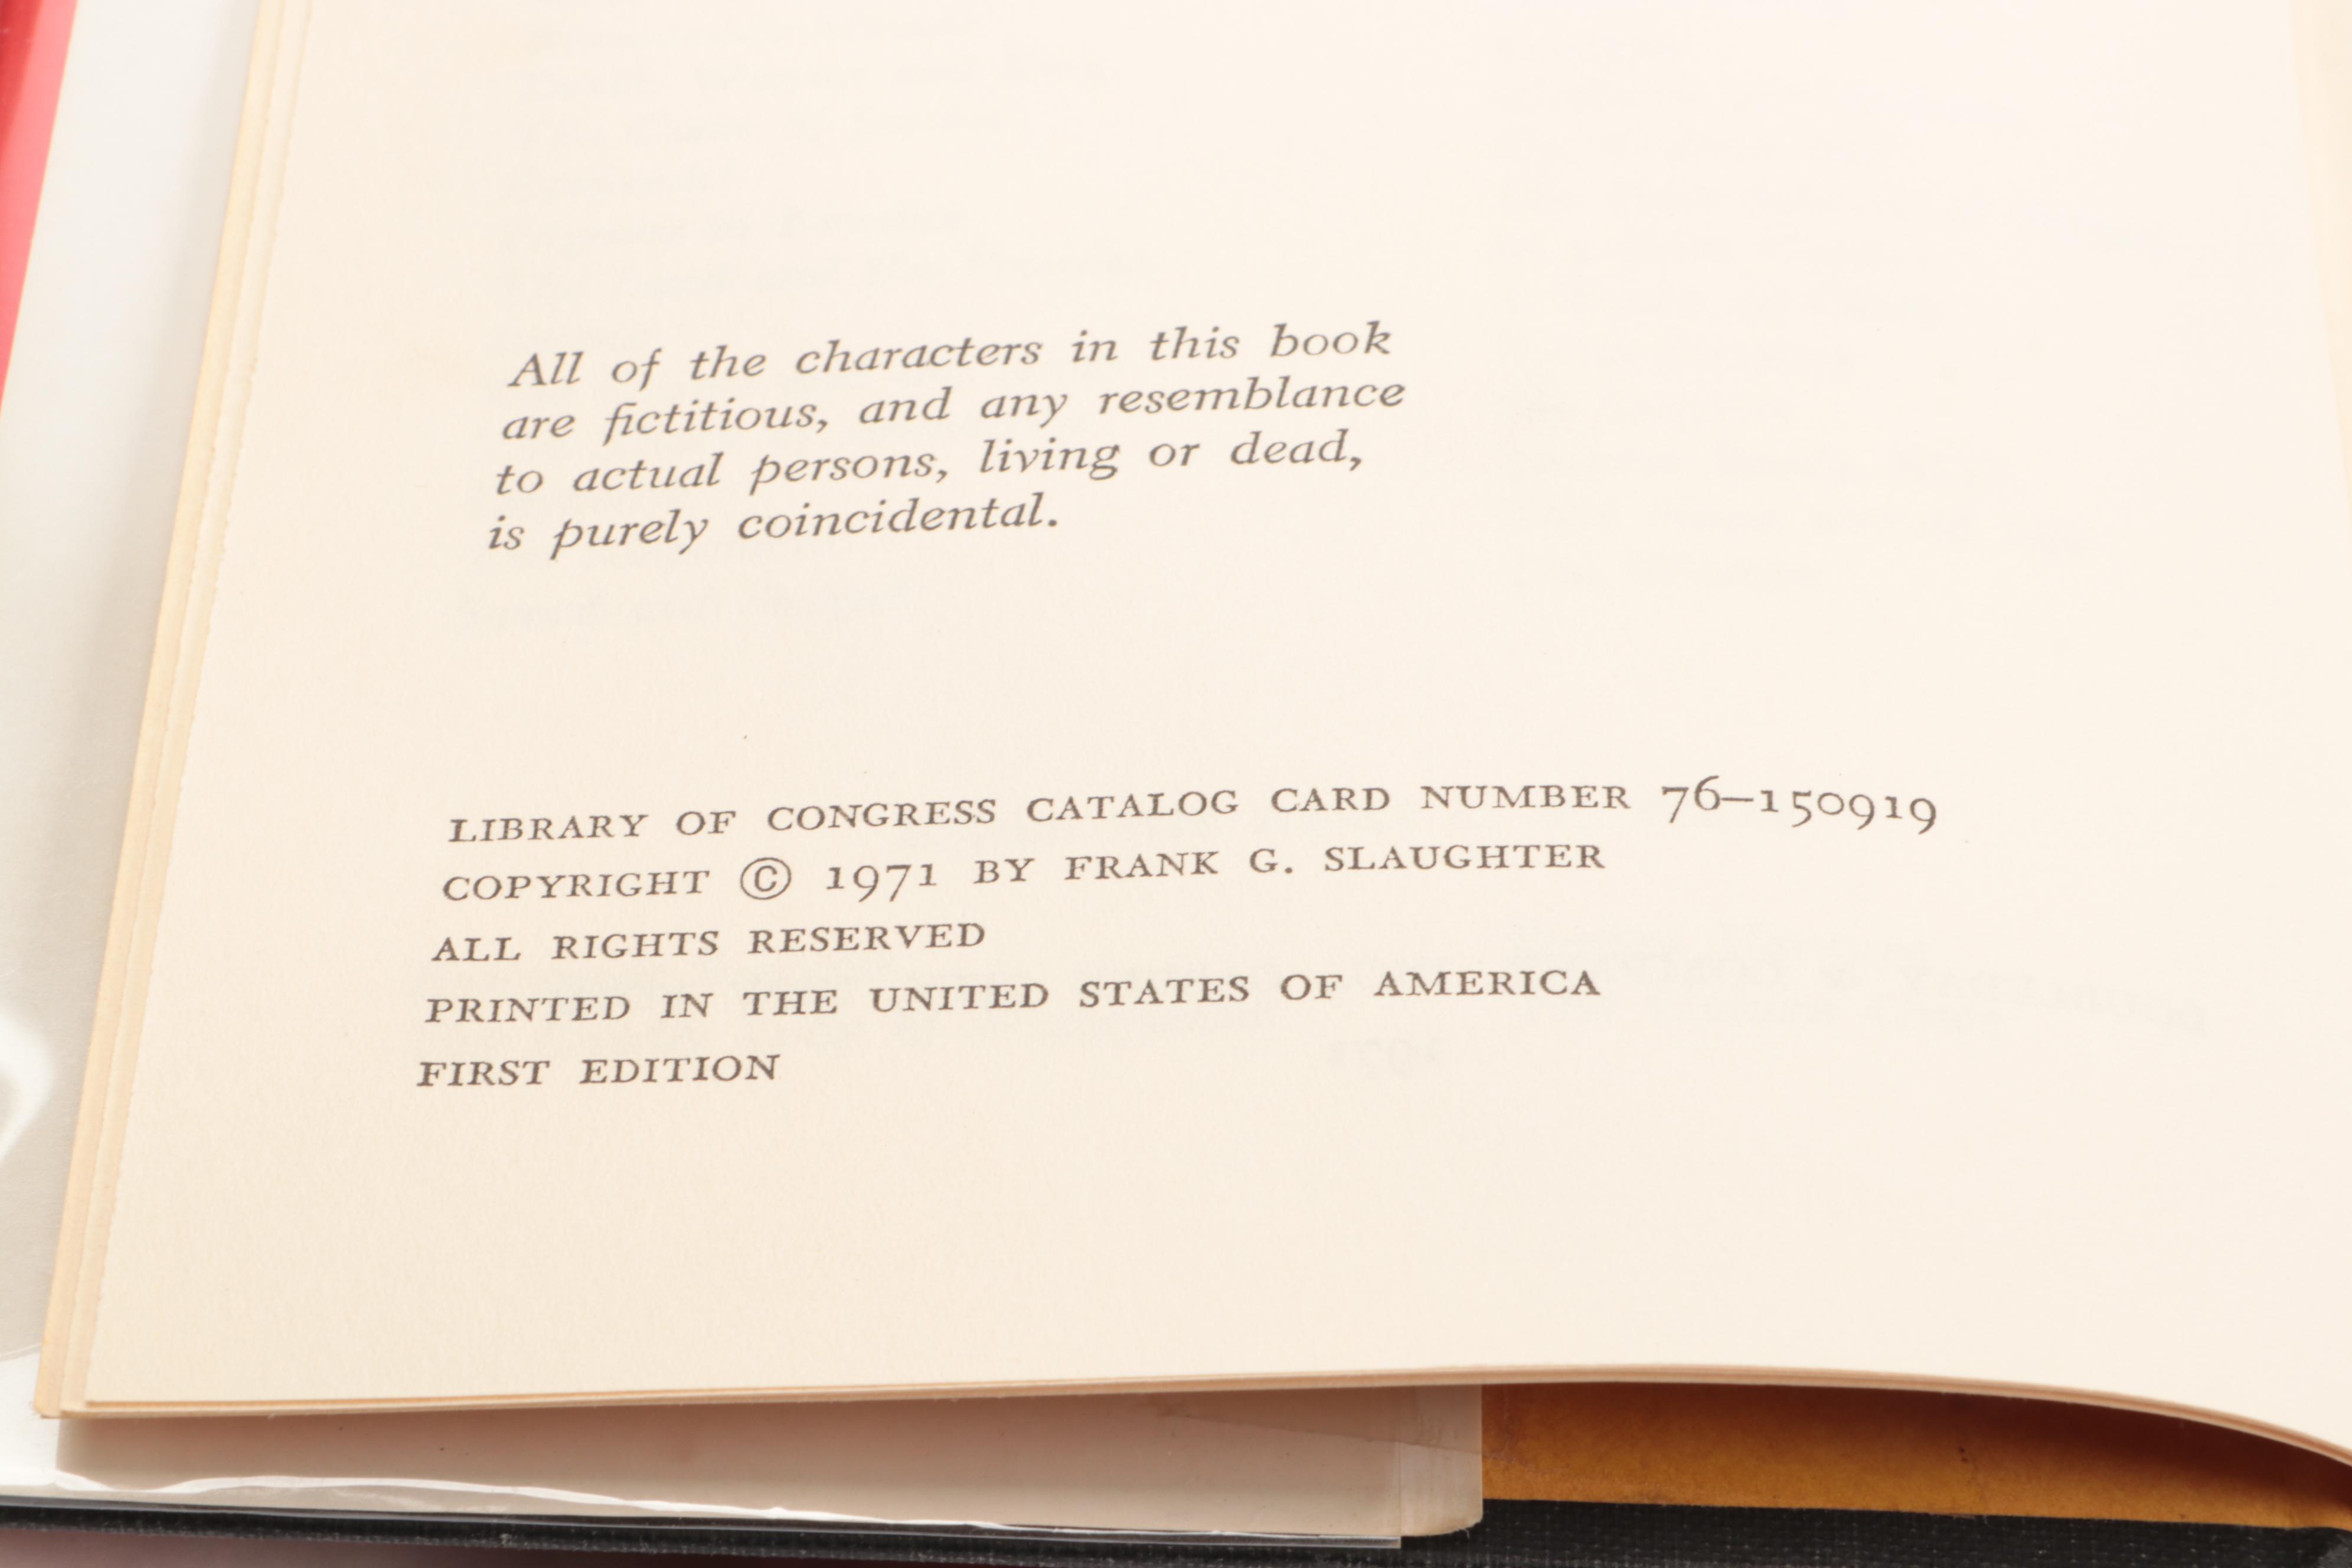 All of the characters in this book
are fictitious, and any resemblance
to actual persons, living or dead,
is purely coincidental.
LIBRARY OF CONGRESS CATALOG CARD NUMBER 76–150919
COPYRIGHT © 1971 BY FRANK G. SLAUGHTER
ALL RIGHTS RESERVED
PRINTED IN THE UNITED STATES OF AMERICA
FIRST EDITION